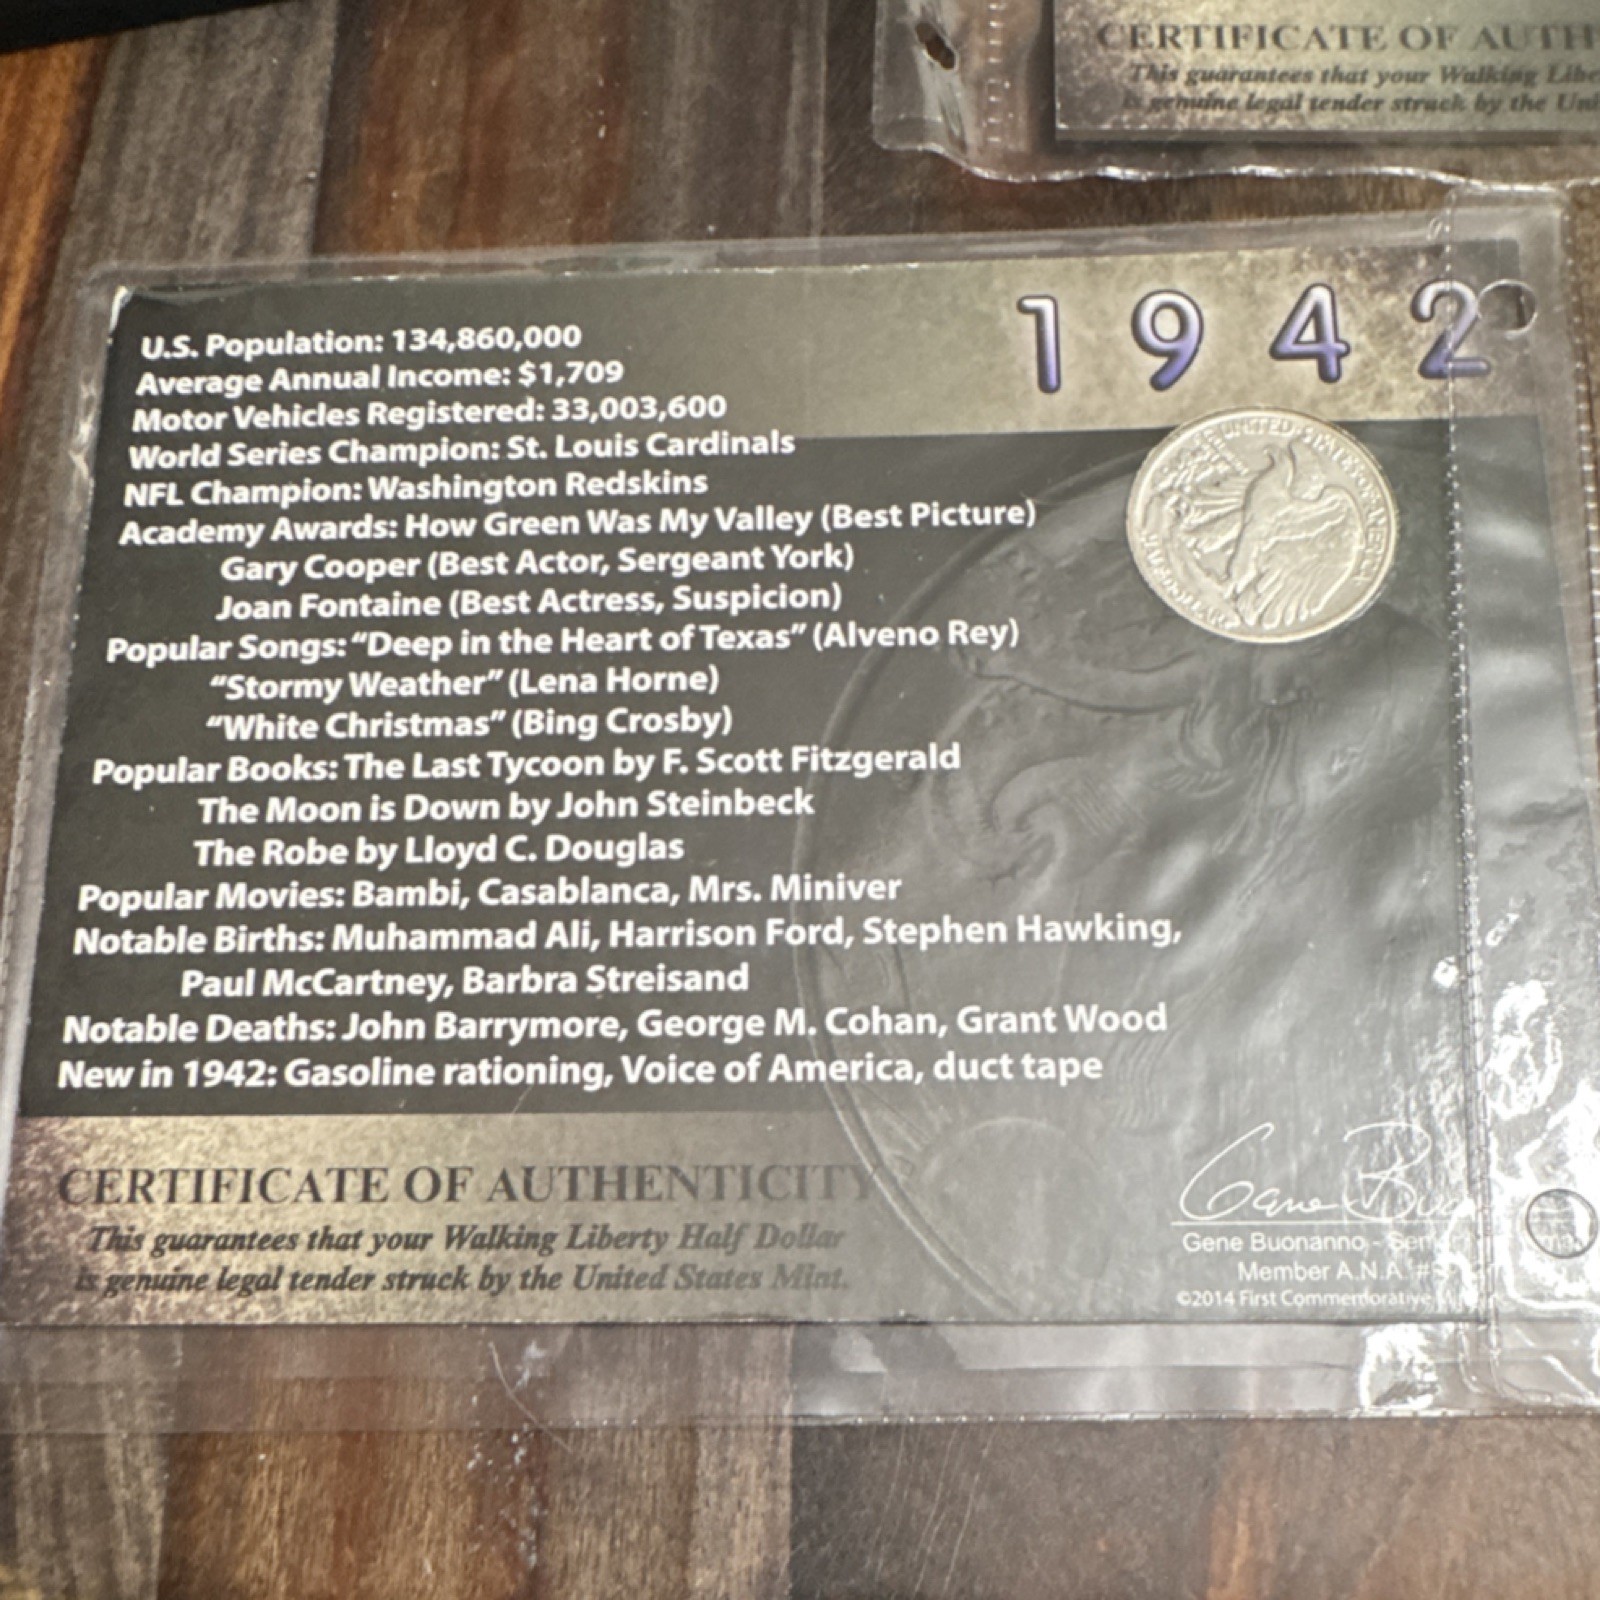 CERTIFICATE OF
This guarantees that your Walking
is genuine legal tender struck by the
1942
UNITED STATES OF AMERICA
HALF DOLLAR
U.S. Population: 134,860,000
Average Annual Income: $1,709
Motor Vehicles Registered: 33,003,600
World Series Champion: St. Louis Cardinals
NFL Champion: Washington Redskins
Academy Awards: How Green Was My Valley (Best Picture)
Gary Cooper (Best Actor, Sergeant York)
Joan Fontaine (Best Actress, Suspicion)
Popular Songs: “Deep in the Heart of Texas” (Alveno Rey)
“Stormy Weather” (Lena Horne)
“White Christmas” (Bing Crosby)
Popular Books: The Last Tycoon by F. Scott Fitzgerald
The Moon is Down by John Steinbeck
The Robe by Lloyd C. Douglas
Popular Movies: Bambi, Casablanca, Mrs. Miniver
Notable Births: Muhammad Ali, Harrison Ford, Stephen Hawking,
Paul McCartney, Barbra Streisand
Notable Deaths: John Barrymore, George M. Cohan, Grant Wood
New in 1942: Gasoline rationing, Voice of America, duct tape
CERTIFICATE OF AUTHENTICITY
This guarantees that your Walking Liberty Half Dollar
is genuine legal tender struck by the United States Mint.
Gene
Gene Buonanno -
Member A.N.A. #
©2014 First Commemorative